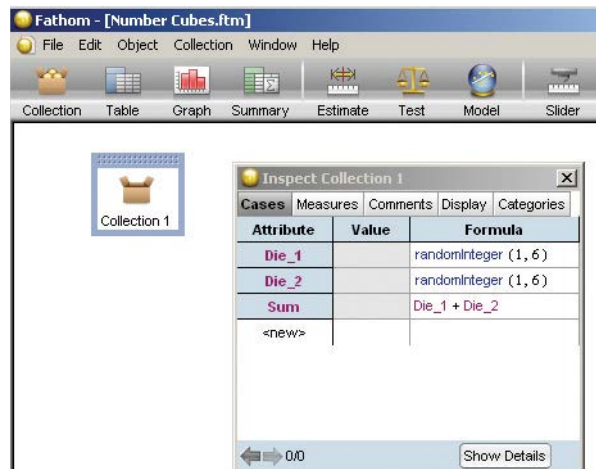 Fathom - [Number Cubes.ftm]
File Edit Object Collection Window Help
Collection Table Graph Summary Estimate Test Model Slider
Collection 1
Inspect Collection 1
Cases Measures Comments Display Categories
Attribute Value Formula
Die_1 randomInteger (1,6)
Die_2 randomInteger (1,6)
Sum Die_1 + Die_2
<new>
0/0 Show Details